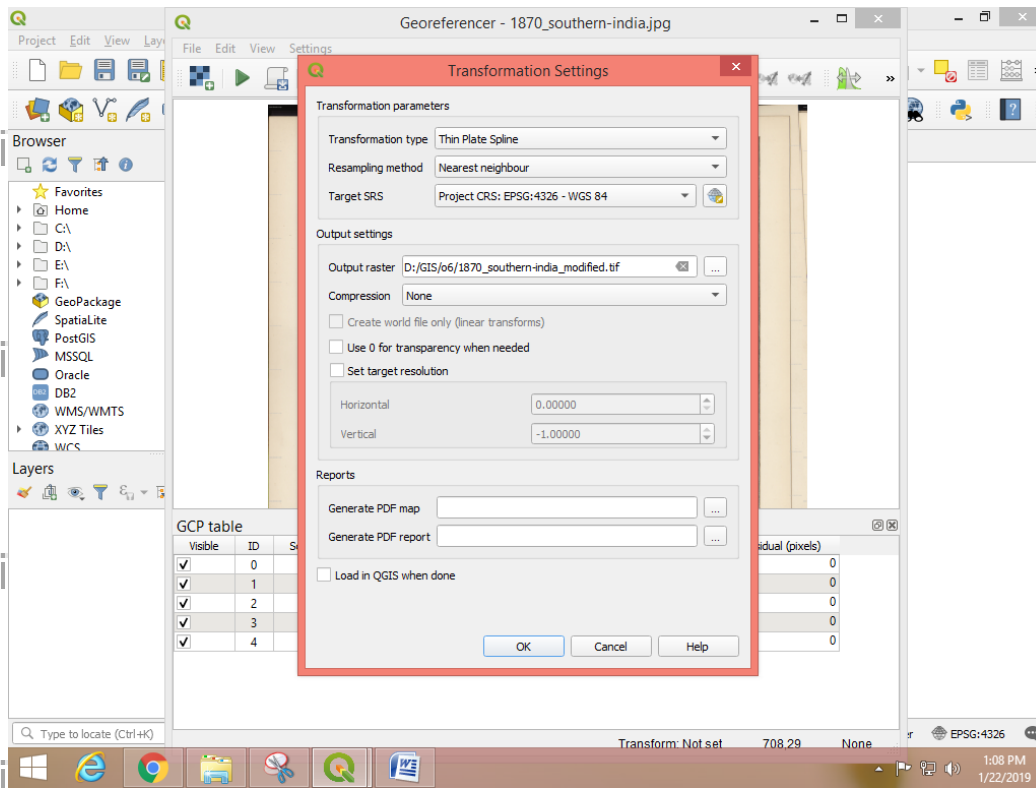 Georeferencer - 1870_southern-india.jpg
Project Edit View
File Edit View Settings
Transformation Settings
Transformation parameters
Transformation type Thin Plate Spline
Resampling method Nearest neighbour
Target SRS Project CRS: EPSG:4326 - WGS 84
Output settings
Output raster D:/GIS/o6/1870_southern-india_modified.tif ...
Compression None
Create world file only (linear transforms)
Use 0 for transparency when needed
Set target resolution
Horizontal 0.00000
Vertical -1.00000
Reports
Generate PDF map ...
Generate PDF report ...
Load in QGIS when done
OK Cancel Help
Browser
Favorites
Home
C:\
D:\
E:\
F:\
GeoPackage
SpatiaLite
PostGIS
MSSQL
Oracle
DB2
WMS/WMTS
XYZ Tiles
WCS
Layers
GCP table
Visible ID (pixels)
0 0
1 0
2 0
3 0
4 0
Type to locate (Ctrl+K)
Transform: Not set 708,29 None
EPSG:4326
1:08 PM
1/22/2019